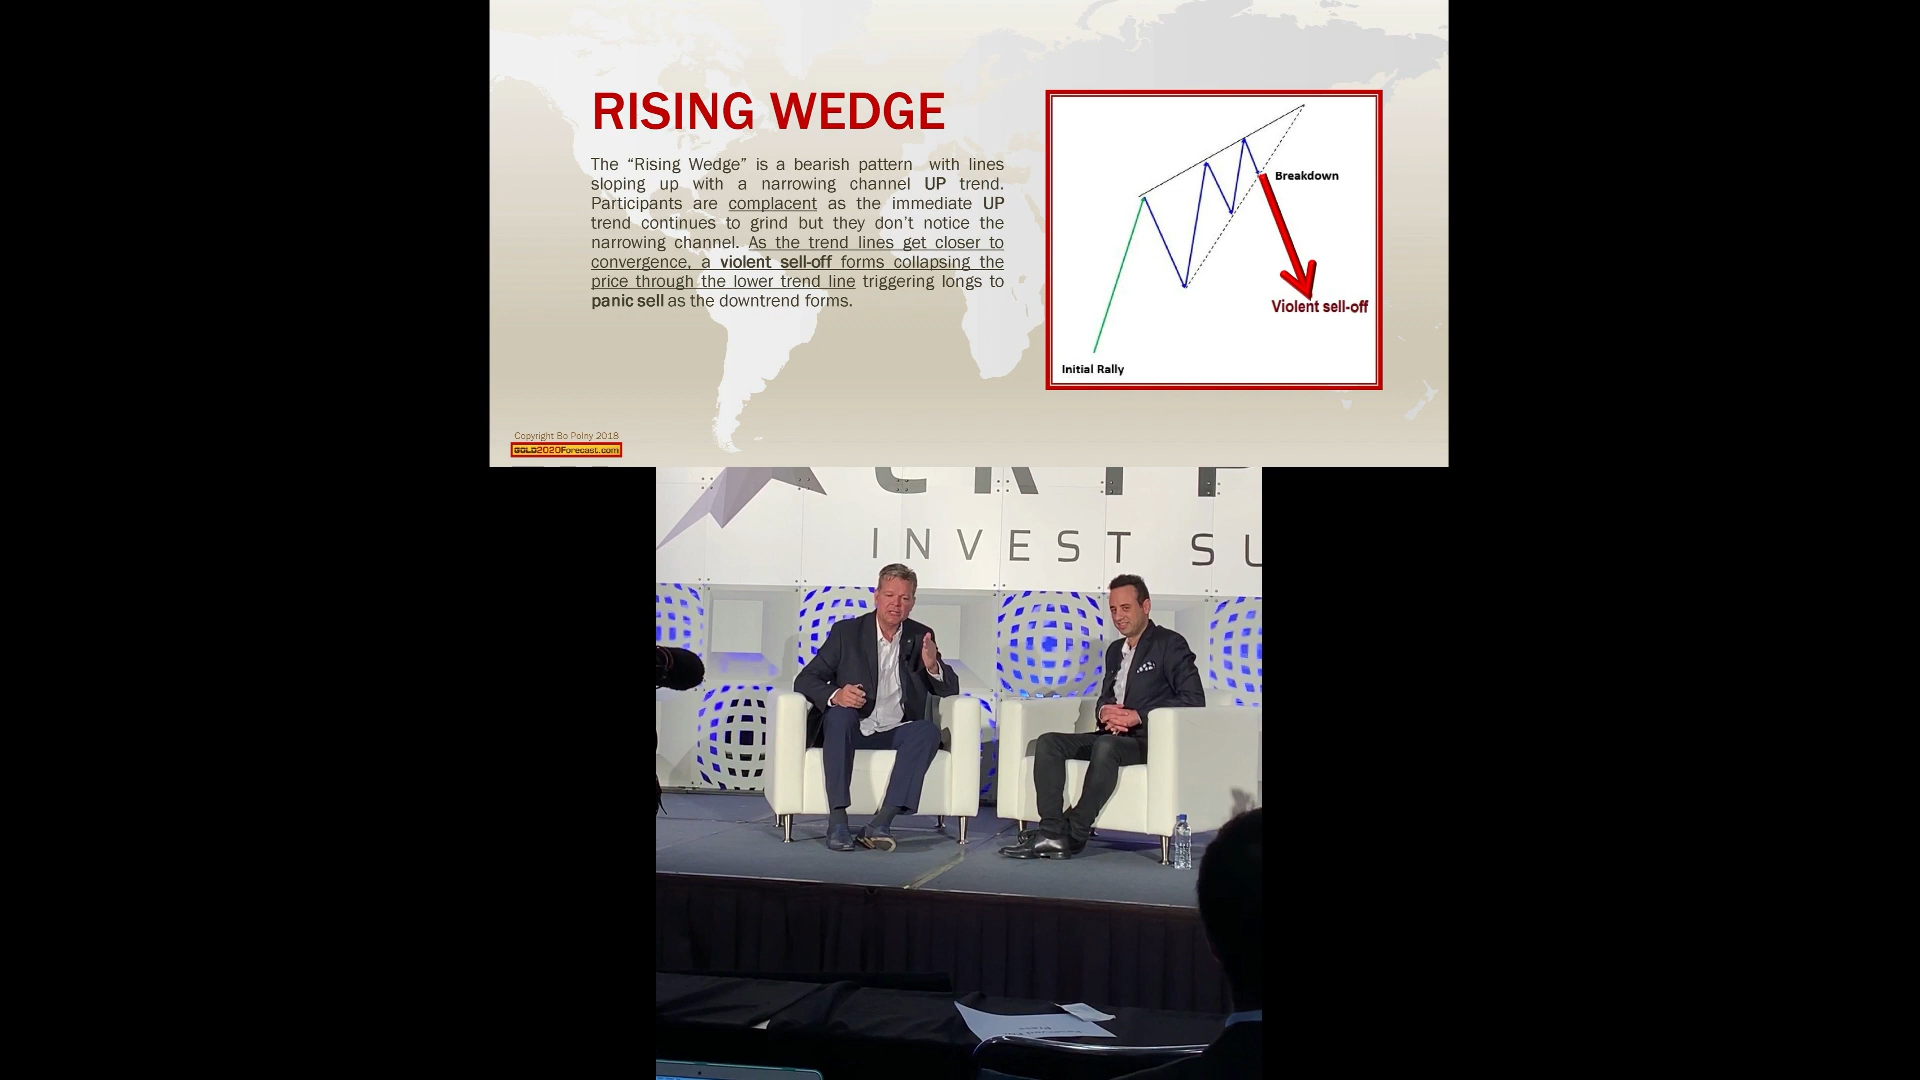 RISING WEDGE
The “Rising Wedge” is a bearish pattern with lines
sloping up with a narrowing channel UP trend.
Participants are complacent as the immediate UP
trend continues to grind but they don’t notice the
narrowing channel. As the trend lines get closer to
convergence, a violent sell-off forms collapsing the
price through the lower trend line triggering longs to
panic sell as the downtrend forms.
Breakdown
Violent sell-off
Initial Rally
Copyright Bo Polny 2018
GOLD2020Forecast.com
CRYP
INVEST SU